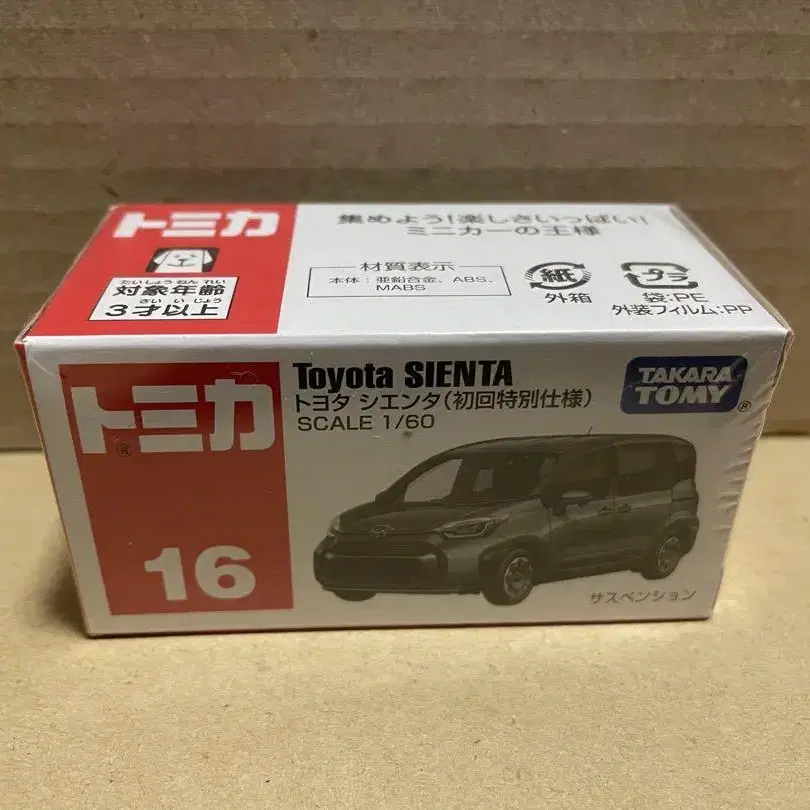 トミカ
たいしょうねんれい
対象年齢
さいいじょう
3才以上
集めよう!楽しさいっぱい!
ミニカーの王様
材質表示
本体:亜鉛合金、ABS、
MABS
紙
外箱
プラ
袋:PE
外装フィルム:PP
トミカ®
16
Toyota SIENTA
トヨタ シエンタ(初回特別仕様)
SCALE 1/60
TAKARA
TOMY®
サスペンション